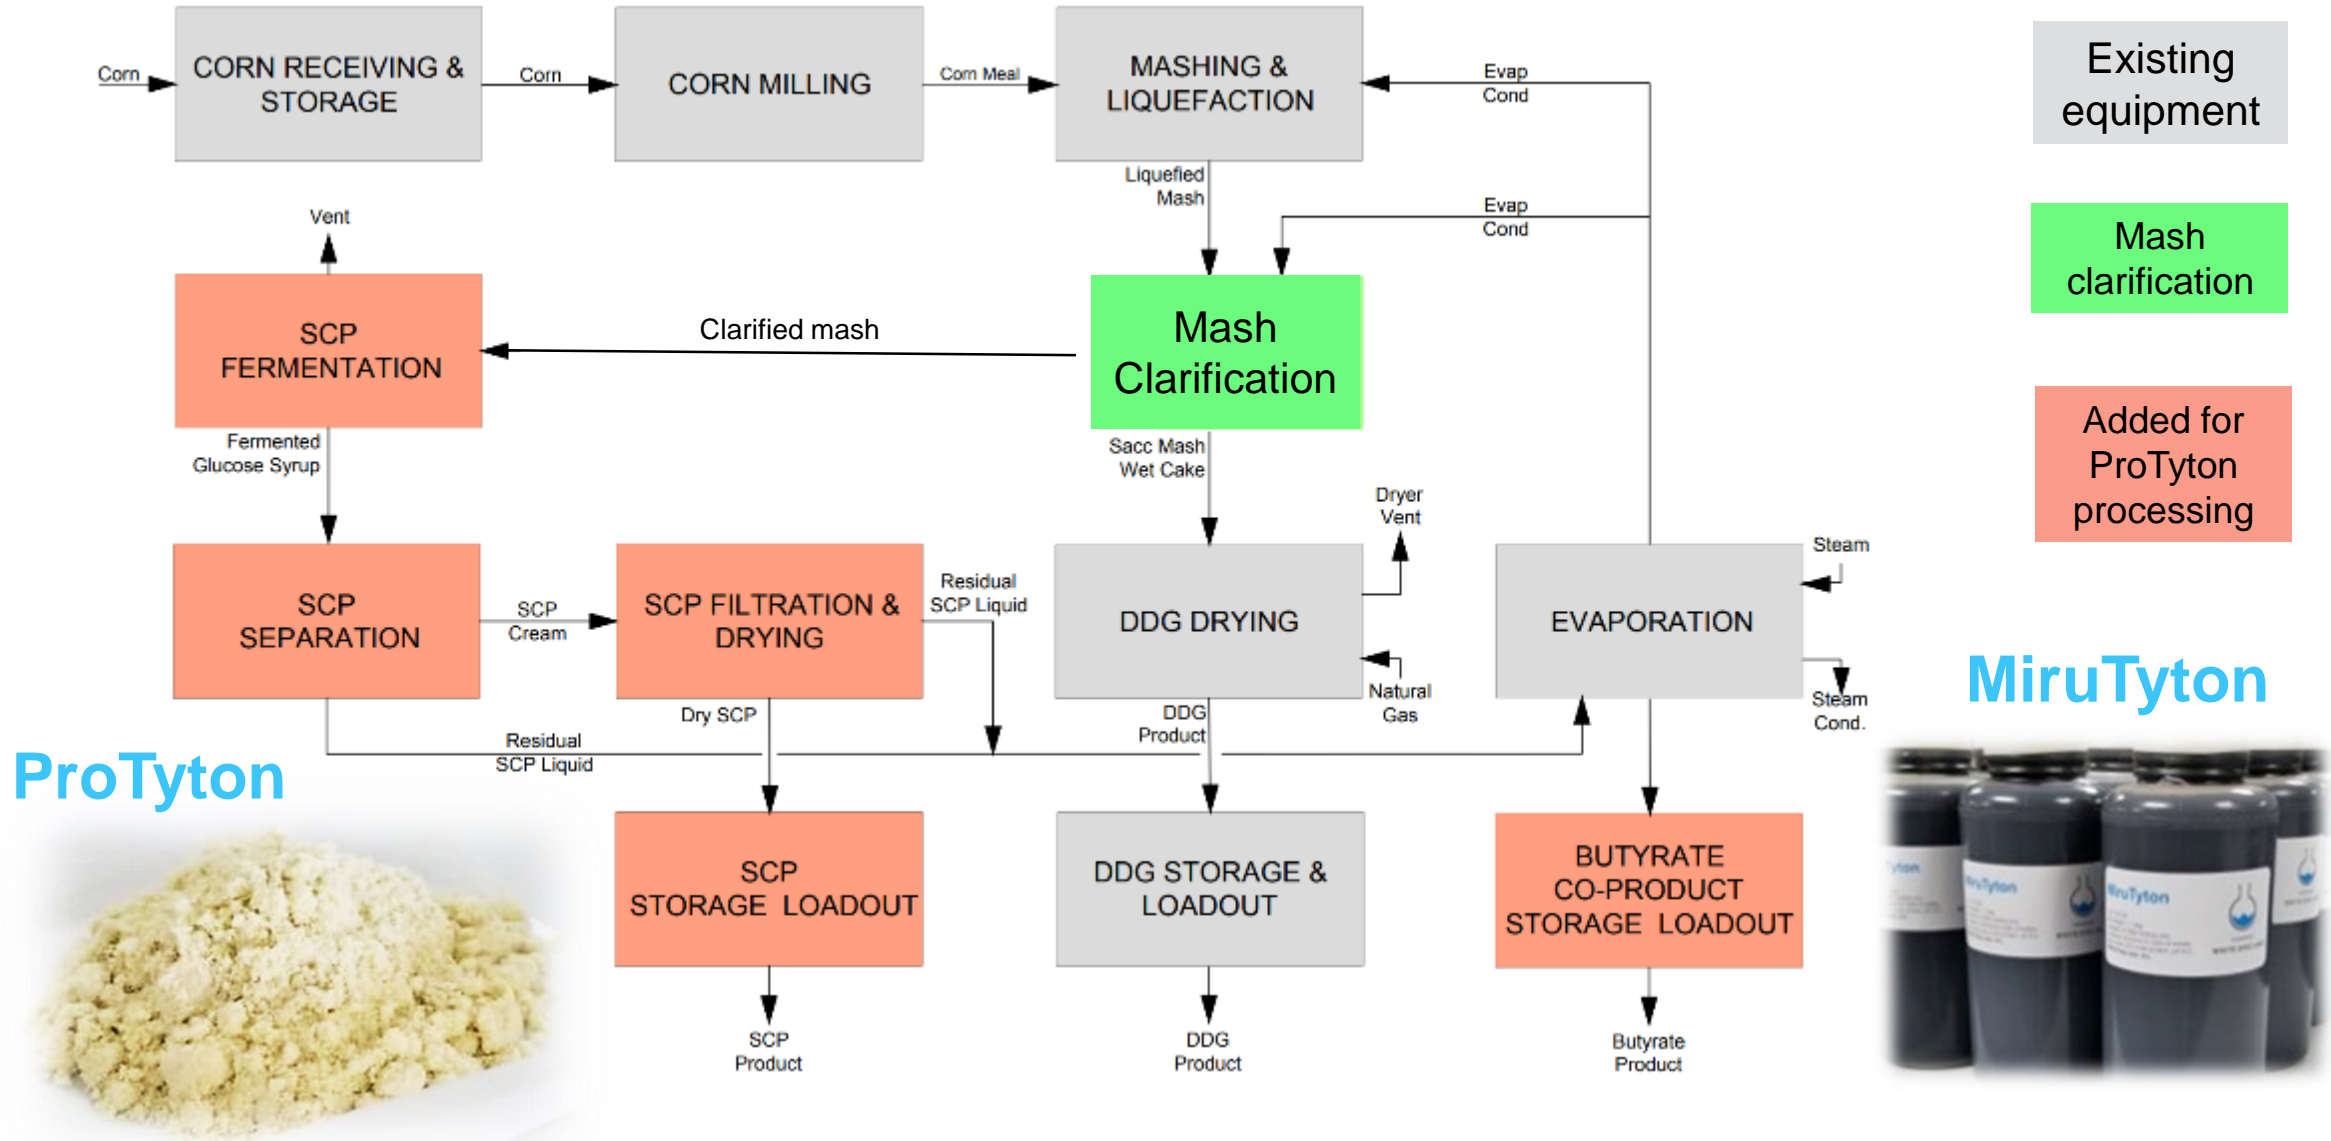 Corn
CORN RECEIVING &
STORAGE
Corn
CORN MILLING
Corn Meal
MASHING &
LIQUEFACTION
Evap
Cond
Existing
equipment
Liquefied
Mash
Evap
Cond
Mash
clarification
Vent
SCP
FERMENTATION
Clarified mash
Mash
Clarification
Added for
ProTyton
processing
Fermented
Glucose Syrup
Sacc Mash
Wet Cake
Dryer
Vent
Steam
SCP
SEPARATION
SCP
Cream
SCP FILTRATION &
DRYING
Residual
SCP Liquid
DDG DRYING
EVAPORATION
Natural
Gas
Steam
Cond.
MiruTyton
Dry SCP
DDG
Product
Residual
SCP Liquid
ProTyton
SCP
STORAGE LOADOUT
DDG STORAGE &
LOADOUT
BUTYRATE
CO-PRODUCT
STORAGE LOADOUT
yton
MiruTyton
MiruTyton
SCP
Product
DDG
Product
Butyrate
Product